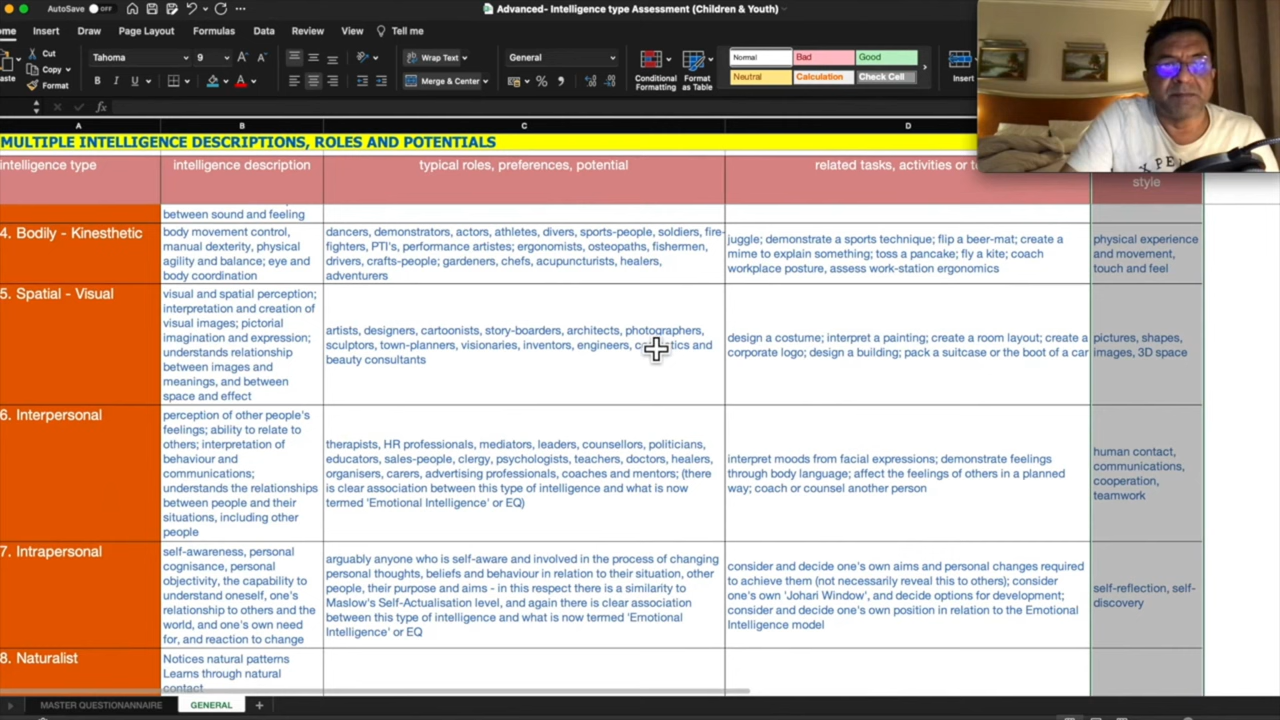 AutoSave OFF
Advanced- Intelligence type Assessment (Children & Youth)
Insert Draw Page Layout Formulas Data Review View Tell me
Cut
Copy
Format
Tahoma 9
B I U
Wrap Text
Merge & Center
General
Conditional Formatting
Format as Table
Normal Bad Good
Neutral Calculation Check Cell
Insert
fx
A B C D
MULTIPLE INTELLIGENCE DESCRIPTIONS, ROLES AND POTENTIALS
intelligence type
intelligence description
typical roles, preferences, potential
related tasks, activities or
style
between sound and feeling
4. Bodily - Kinesthetic
body movement control,
manual dexterity, physical
agility and balance; eye and
body coordination
dancers, demonstrators, actors, athletes, divers, sports-people, soldiers, fire-
fighters, PTI's, performance artistes; ergonomists, osteopaths, fishermen,
drivers, crafts-people; gardeners, chefs, acupuncturists, healers,
adventurers
juggle; demonstrate a sports technique; flip a beer-mat; create a
mime to explain something; toss a pancake; fly a kite; coach
workplace posture, assess work-station ergonomics
physical experience
and movement,
touch and feel
5. Spatial - Visual
visual and spatial perception;
interpretation and creation of
visual images; pictorial
imagination and expression;
understands relationship
between images and
meanings, and between
space and effect
artists, designers, cartoonists, story-boarders, architects, photographers,
sculptors, town-planners, visionaries, inventors, engineers, and
beauty consultants
design a costume; interpret a painting; create a room layout; create a
corporate logo; design a building; pack a suitcase or the boot of a car
pictures, shapes,
images, 3D space
6. Interpersonal
perception of other people's
feelings; ability to relate to
others; interpretation of
behaviour and
communications;
understands the relationships
between people and their
situations, including other
people
therapists, HR professionals, mediators, leaders, counsellors, politicians,
educators, sales-people, clergy, psychologists, teachers, doctors, healers,
organisers, carers, advertising professionals, coaches and mentors; (there
is clear association between this type of intelligence and what is now
termed 'Emotional Intelligence' or EQ)
interpret moods from facial expressions; demonstrate feelings
through body language; affect the feelings of others in a planned
way; coach or counsel another person
human contact,
communications,
cooperation,
teamwork
7. Intrapersonal
self-awareness, personal
cognisance, personal
objectivity, the capability to
understand oneself, one's
relationship to others and the
world, and one's own need
for, and reaction to change
arguably anyone who is self-aware and involved in the process of changing
personal thoughts, beliefs and behaviour in relation to their situation, other
people, their purpose and aims - in this respect there is a similarity to
Maslow's Self-Actualisation level, and again there is clear association
between this type of intelligence and what is now termed 'Emotional
Intelligence' or EQ
consider and decide one's own aims and personal changes required
to achieve them (not necessarily reveal this to others); consider
one's own 'Johari Window', and decide options for development;
consider and decide one's own position in relation to the Emotional
Intelligence model
self-reflection, self-
discovery
8. Naturalist
Notices natural patterns
Learns through natural
contact
MASTER QUESTIONANNAIRE GENERAL